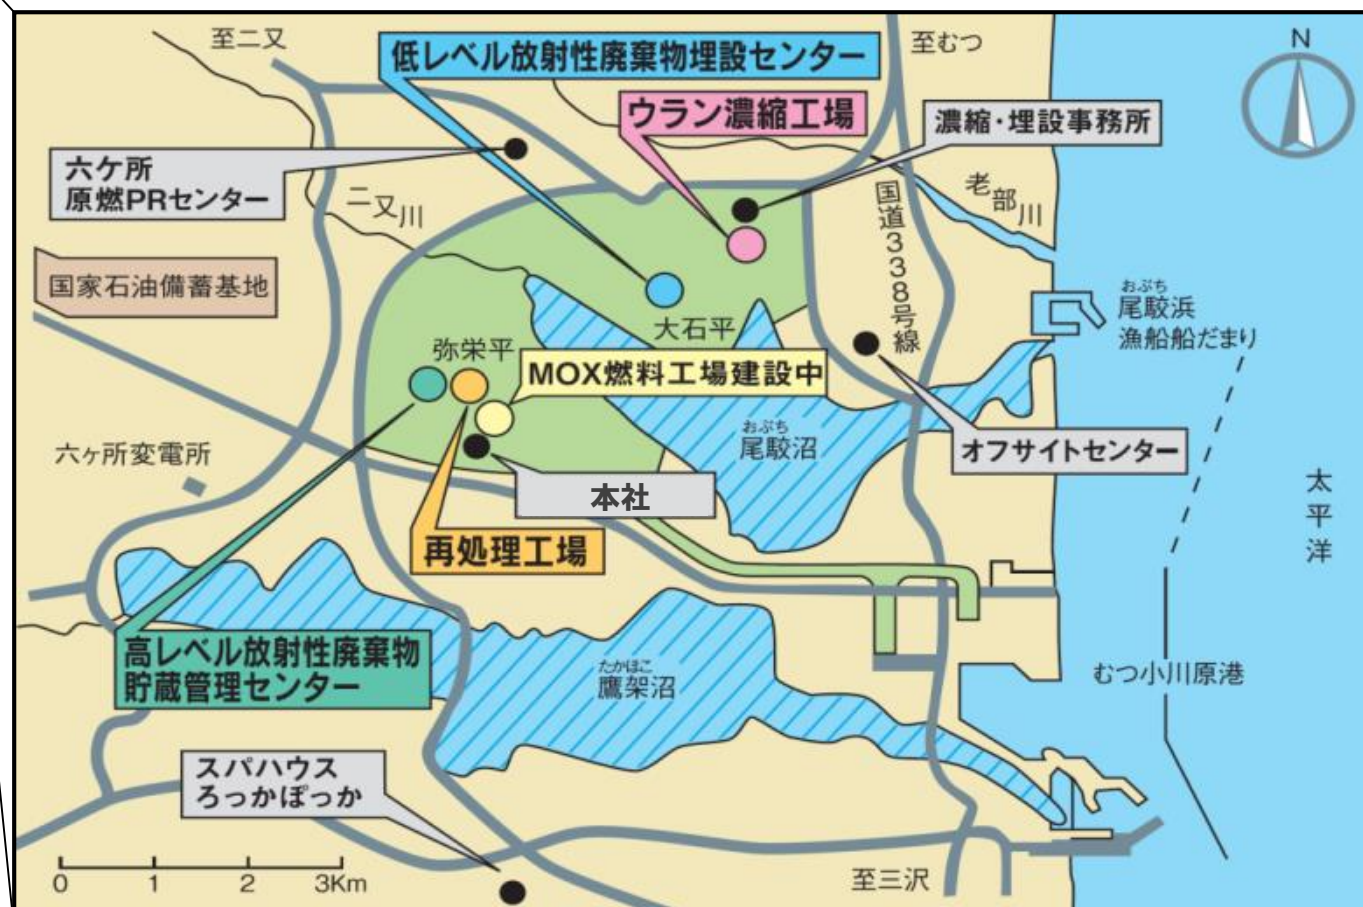 至二又
低レベル放射性廃棄物埋設センター
至むつ
N
ウラン濃縮工場
濃縮・埋設事務所
六ケ所
原燃PRセンター
二又川
国道338号線
老部川
国家石油備蓄基地
大石平
おぶち
尾駮浜
漁船船だまり
弥栄平
MOX燃料工場建設中
おぶち
尾駮沼
オフサイトセンター
六ヶ所変電所
本社
太平洋
再処理工場
高レベル放射性廃棄物
貯蔵管理センター
たかほこ
鷹架沼
むつ小川原港
スパハウス
ろっかぽっか
至三沢
0 1 2 3Km